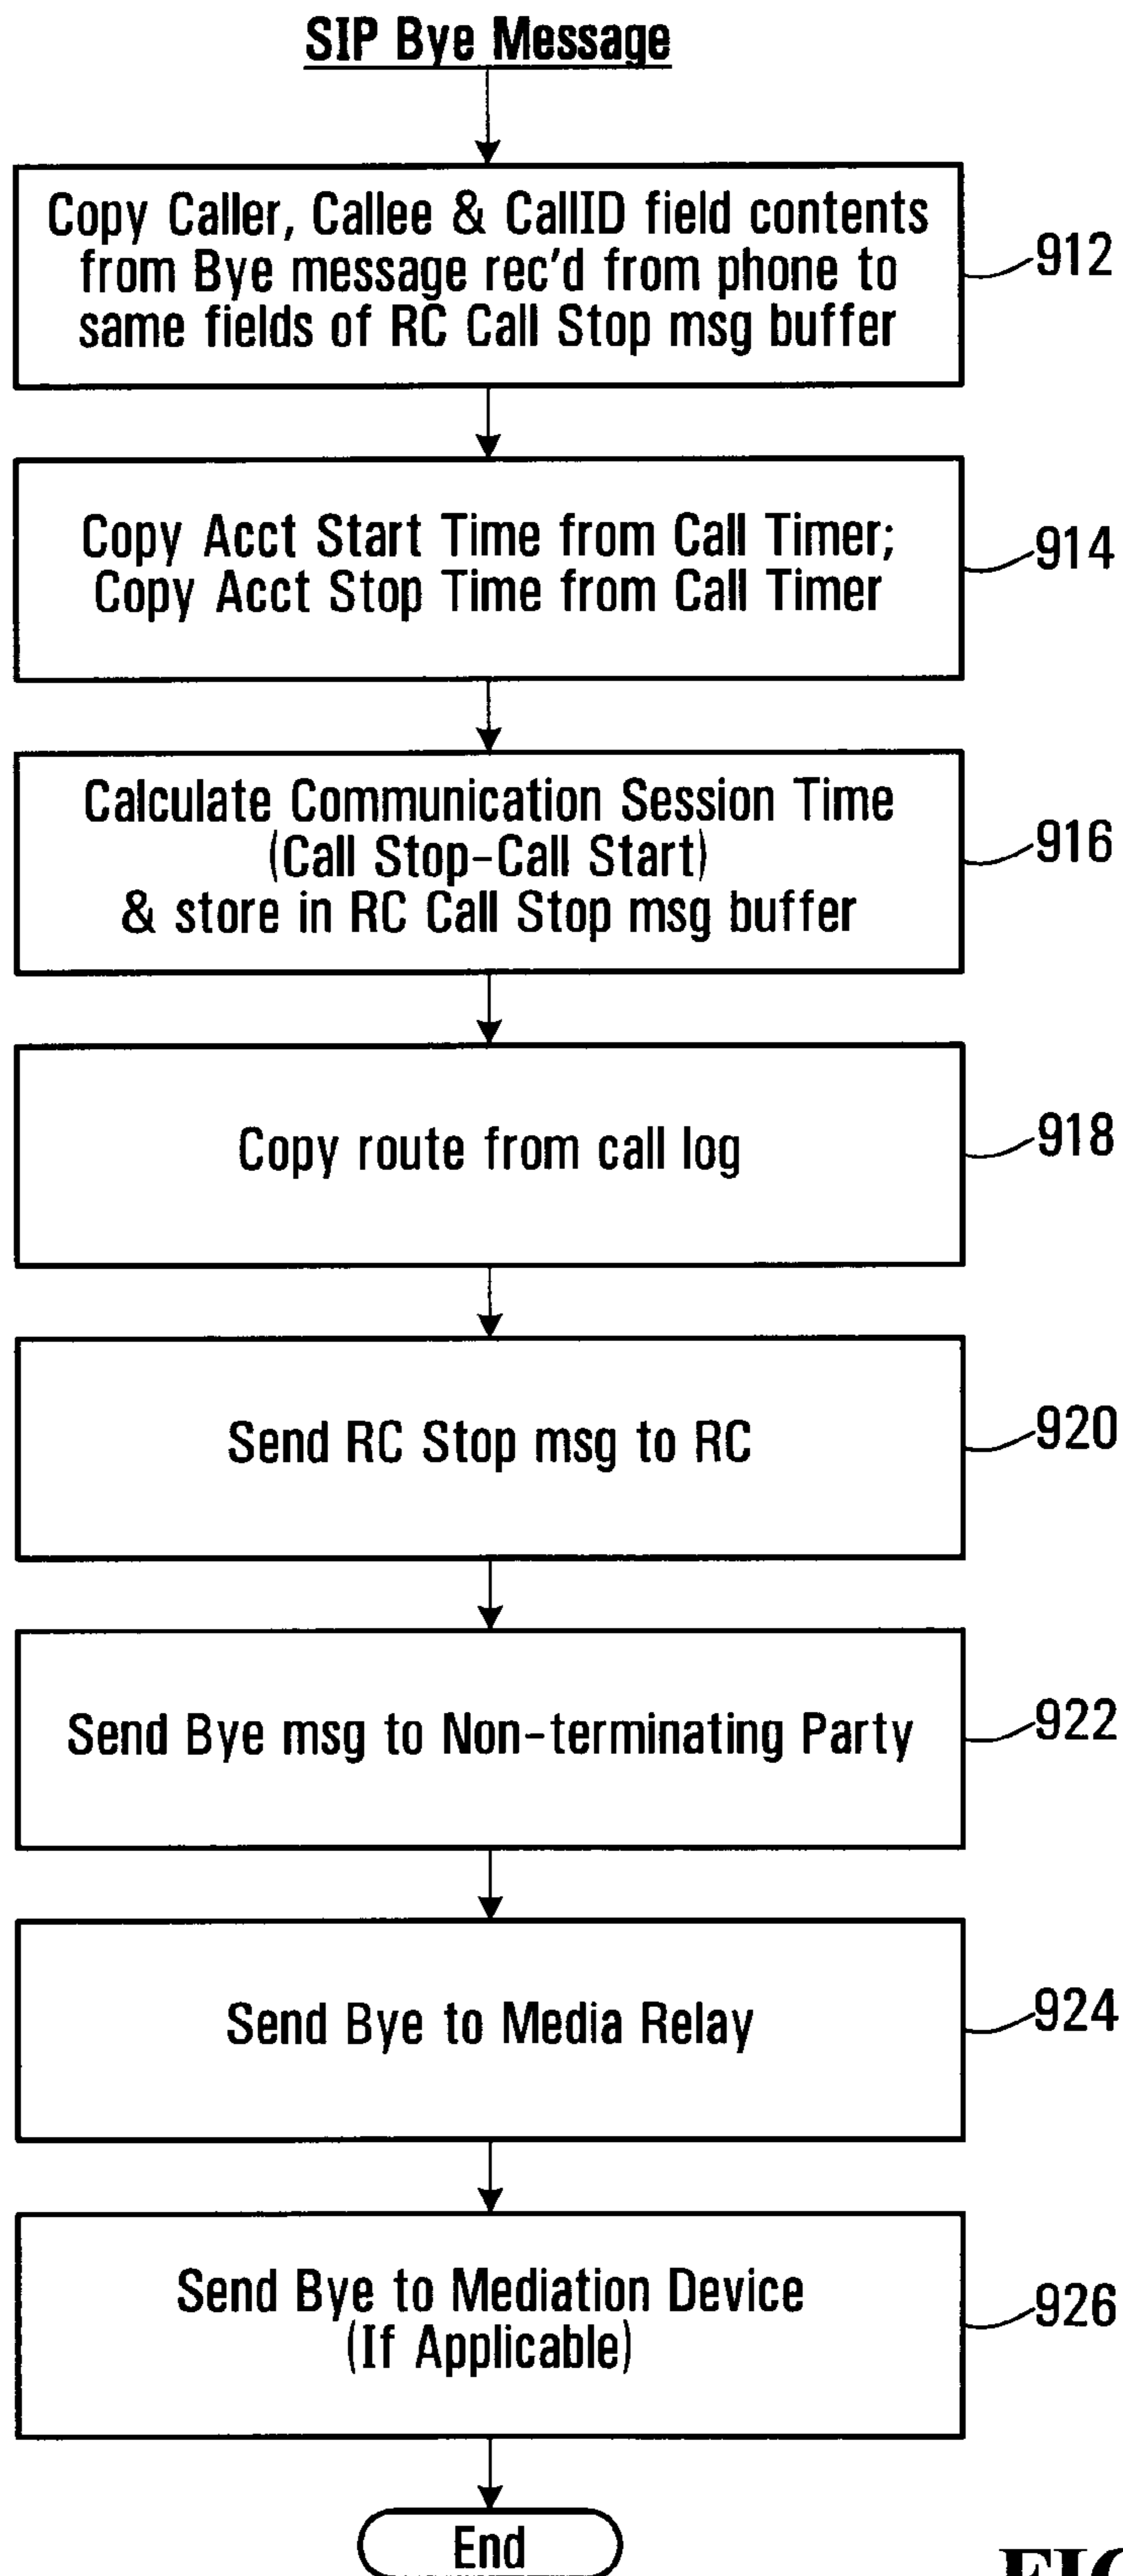 SIP Bye Message
Copy Caller, Callee & CallID field contents
from Bye message rec'd from phone to
same fields of RC Call Stop msg buffer
912
Copy Acct Start Time from Call Timer;
Copy Acct Stop Time from Call Timer
914
Calculate Communication Session Time
(Call Stop-Call Start)
& store in RC Call Stop msg buffer
916
Copy route from call log
918
Send RC Stop msg to RC
920
Send Bye msg to Non-terminating Party
922
Send Bye to Media Relay
924
Send Bye to Mediation Device
(If Applicable)
926
End